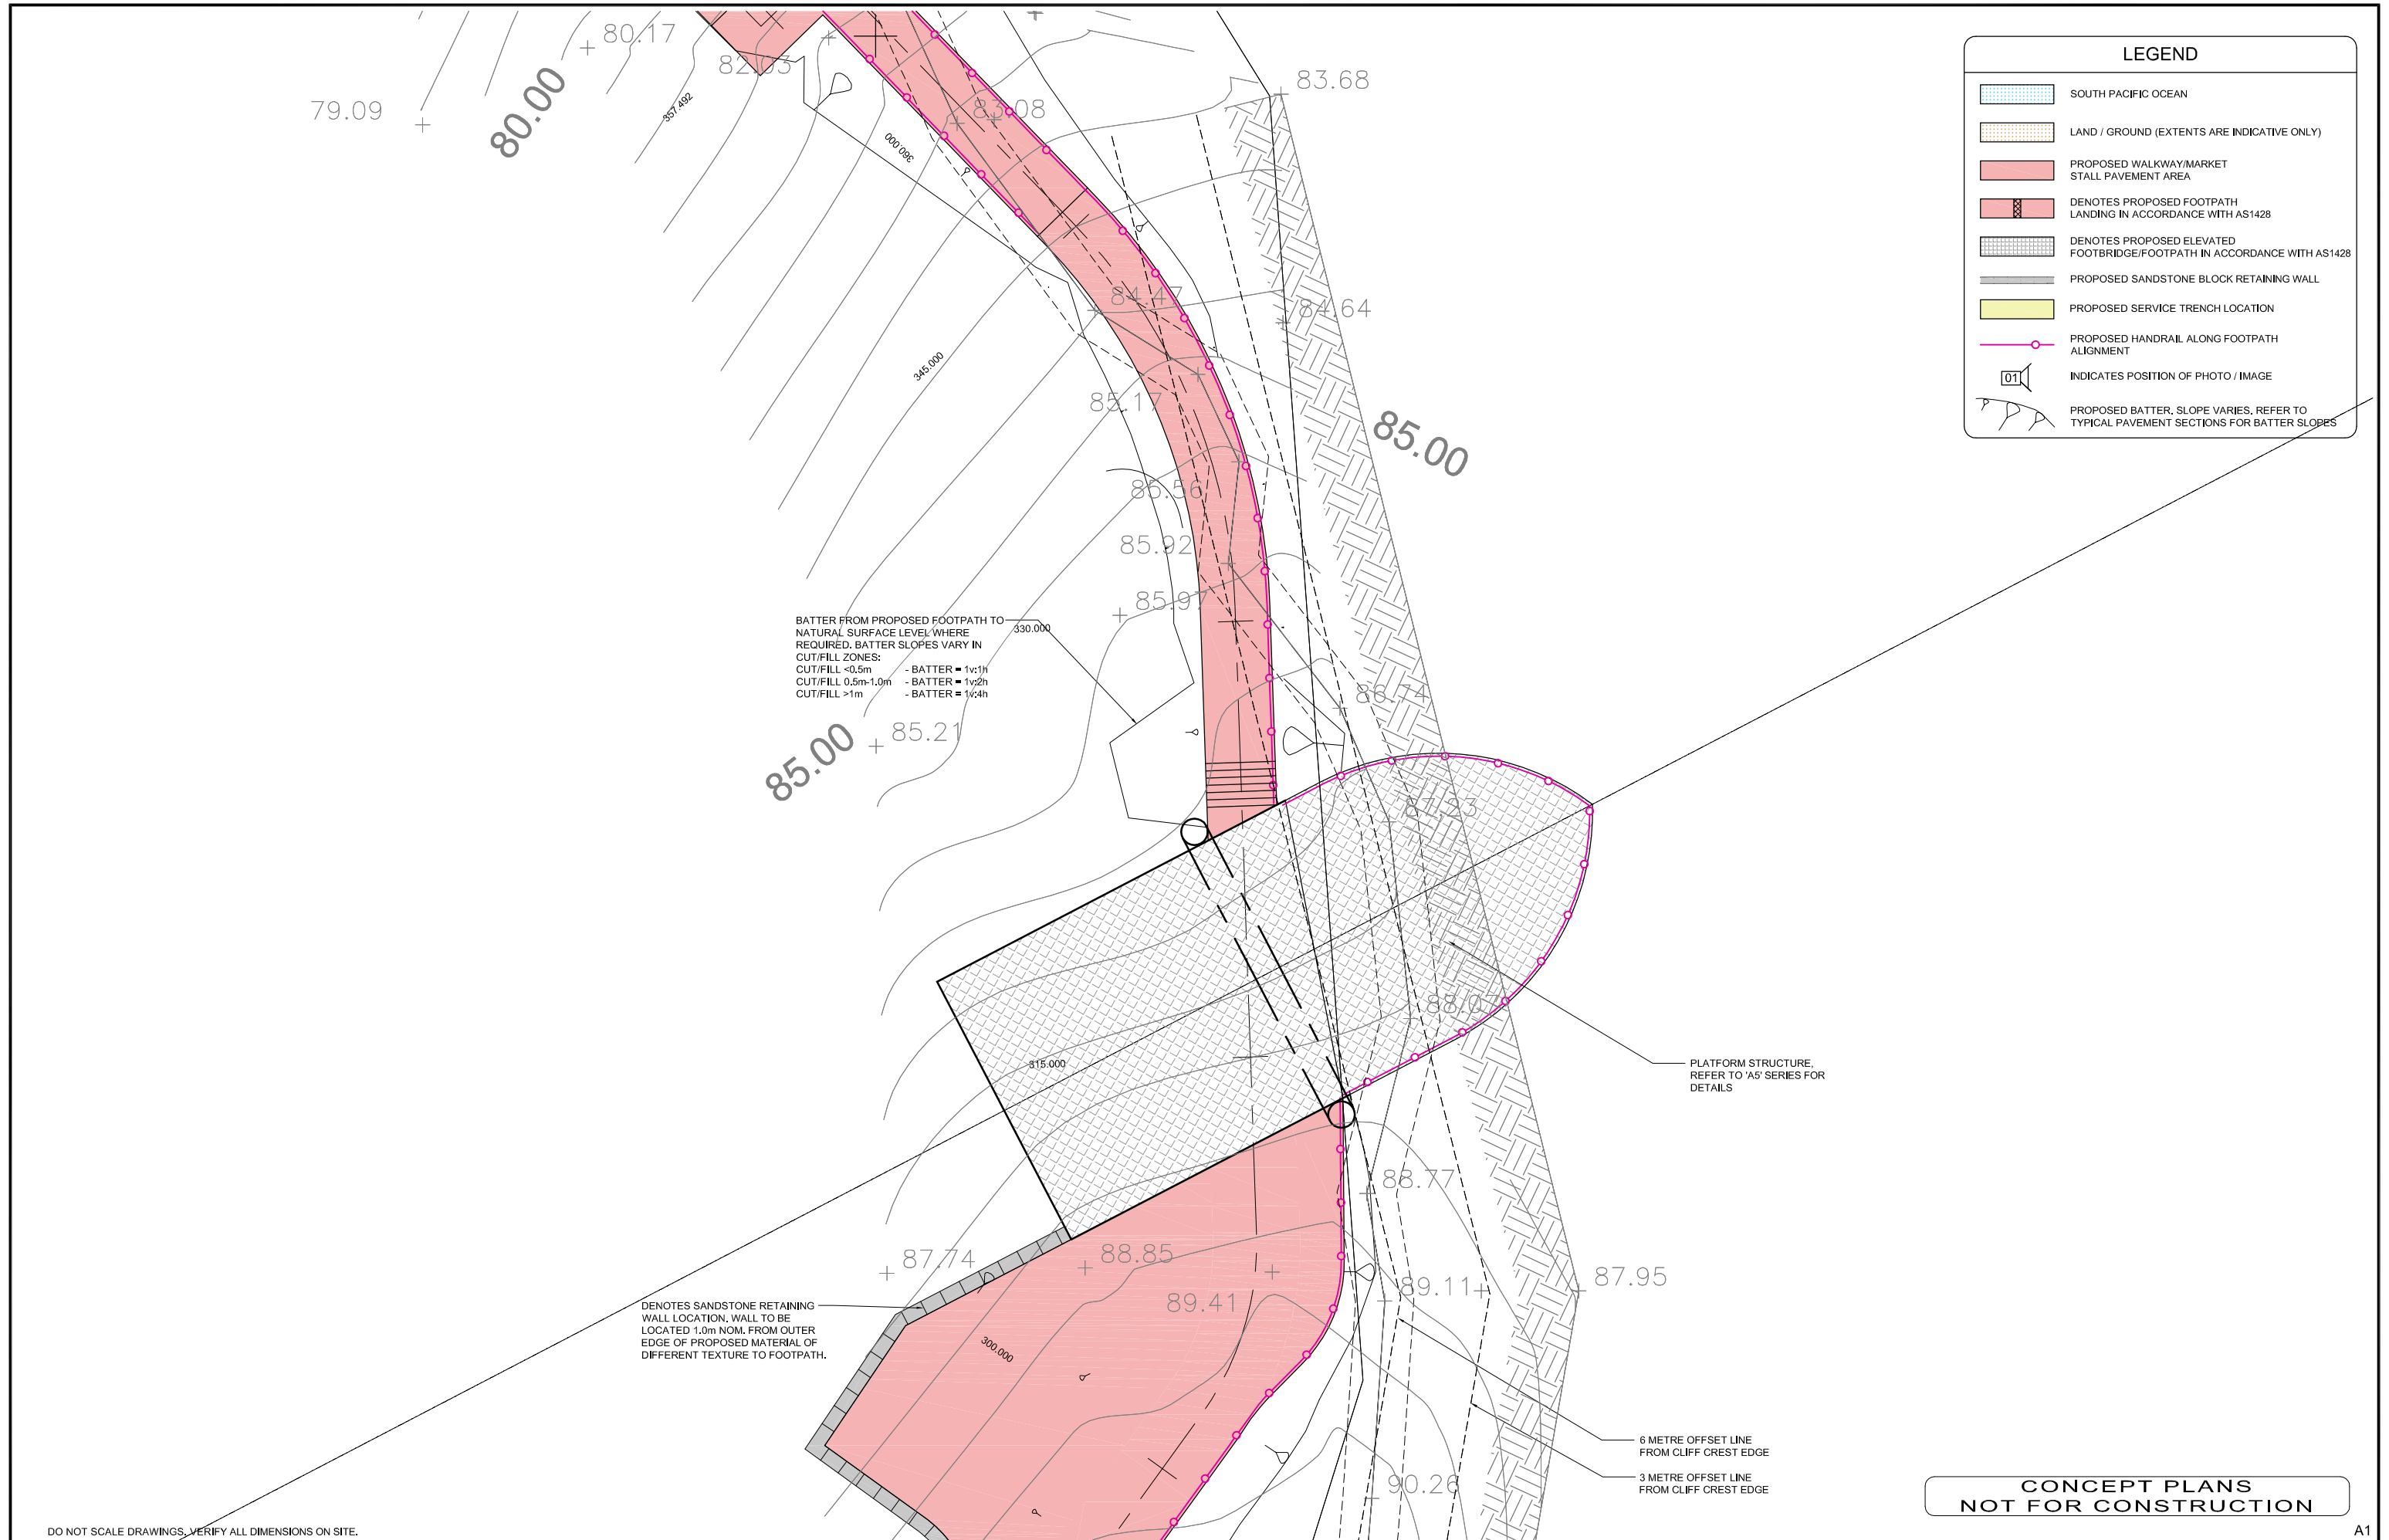 LEGEND
SOUTH PACIFIC OCEAN
LAND / GROUND (EXTENTS ARE INDICATIVE ONLY)
PROPOSED WALKWAY/MARKET
STALL PAVEMENT AREA
DENOTES PROPOSED FOOTPATH
LANDING IN ACCORDANCE WITH AS1428
DENOTES PROPOSED ELEVATED
FOOTBRIDGE/FOOTPATH IN ACCORDANCE WITH AS1428
PROPOSED SANDSTONE BLOCK RETAINING WALL
PROPOSED SERVICE TRENCH LOCATION
PROPOSED HANDRAIL ALONG FOOTPATH
ALIGNMENT
01
INDICATES POSITION OF PHOTO / IMAGE
PROPOSED BATTER, SLOPE VARIES, REFER TO
TYPICAL PAVEMENT SECTIONS FOR BATTER SLOPES
80.17
82.03
83.68
79.09
80.00
357.492
83.08
360.000
84.47
84.64
345.000
85.17
85.00
85.56
85.92
85.97
BATTER FROM PROPOSED FOOTPATH TO
NATURAL SURFACE LEVEL WHERE
REQUIRED. BATTER SLOPES VARY IN
CUT/FILL ZONES:
CUT/FILL <0.5m - BATTER = 1v:1h
CUT/FILL 0.5m-1.0m - BATTER = 1v:2h
CUT/FILL >1m - BATTER = 1v:4h
330.000
86.74
85.21
85.00
87.23
88.07
315.000
PLATFORM STRUCTURE,
REFER TO 'A5' SERIES FOR
DETAILS
88.77
87.74
88.85
89.11
87.95
89.41
DENOTES SANDSTONE RETAINING
WALL LOCATION, WALL TO BE
LOCATED 1.0m NOM. FROM OUTER
EDGE OF PROPOSED MATERIAL OF
DIFFERENT TEXTURE TO FOOTPATH.
300.000
6 METRE OFFSET LINE
FROM CLIFF CREST EDGE
3 METRE OFFSET LINE
FROM CLIFF CREST EDGE
90.26
CONCEPT PLANS
NOT FOR CONSTRUCTION
DO NOT SCALE DRAWINGS. VERIFY ALL DIMENSIONS ON SITE.
A1